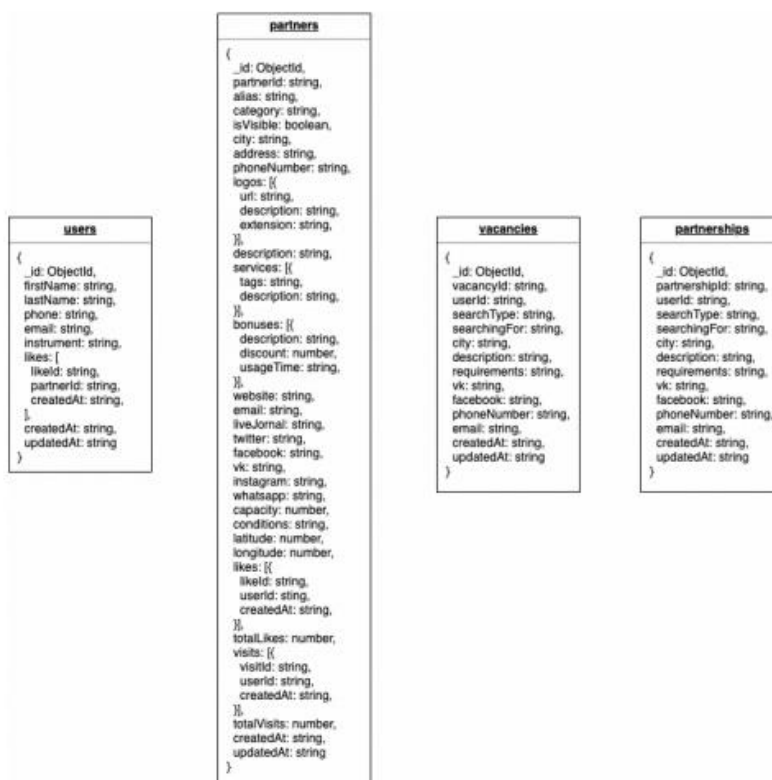 partners
{
_id: ObjectId,
partnerId: string,
alias: string,
category: string,
isVisible: boolean,
city: string,
address: string,
phoneNumber: string,
logos: [{
url: string,
description: string,
extension: string,
}],
description: string,
services: [{
tags: string,
description: string,
}],
bonuses: [{
description: string,
discount: number,
usageTime: string,
}],
website: string,
email: string,
liveJornal: string,
twitter: string,
facebook: string,
vk: string,
instagram: string,
whatsapp: string,
capacity: number,
conditions: string,
latitude: number,
longitude: number,
likes: [{
likeId: string,
userId: sting,
createdAt: string,
}],
totalLikes: number,
visits: [{
visitId: string,
userId: string,
createdAt: string,
}],
totalVisits: number,
createdAt: string,
updatedAt: string
}
users
{
_id: ObjectId,
firstName: string,
lastName: string,
phone: string,
email: string,
instrument: string,
likes: [
likeId: string,
partnerId: string,
createdAt: string,
],
createdAt: string,
updatedAt: string
}
vacancies
{
_id: ObjectId,
vacancyId: string,
userId: string,
searchType: string,
searchingFor: string,
city: string,
description: string,
requirements: string,
vk: string,
facebook: string,
phoneNumber: string,
email: string,
createdAt: string,
updatedAt: string
}
partnerships
{
_id: ObjectId,
partnershipId: string,
userId: string,
searchType: string,
searchingFor: string,
city: string,
description: string,
requirements: string,
vk: string,
facebook: string,
phoneNumber: string,
email: string,
createdAt: string,
updatedAt: string
}